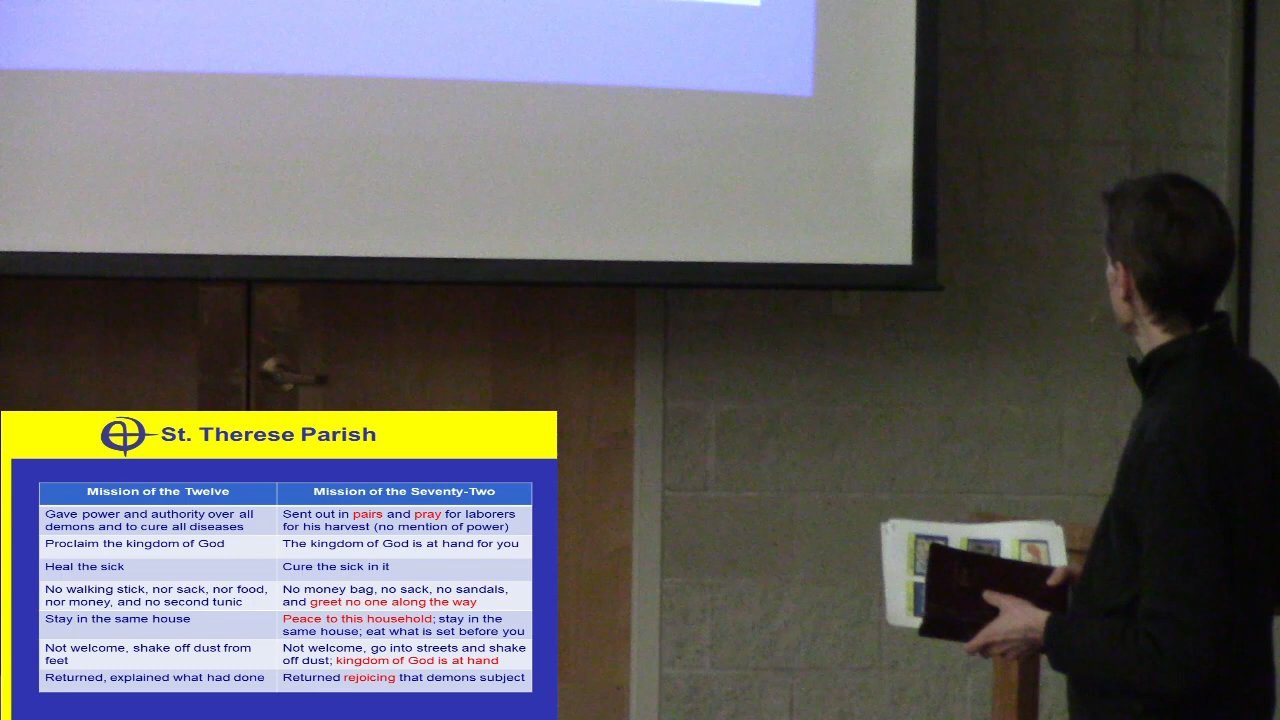 St. Therese Parish
Mission of the Twelve
Mission of the Seventy-Two
Gave power and authority over all
demons and to cure all diseases
Sent out in pairs and pray for laborers
for his harvest (no mention of power)
Proclaim the kingdom of God
The kingdom of God is at hand for you
Heal the sick
Cure the sick in it
No walking stick, nor sack, nor food,
nor money, and no second tunic
No money bag, no sack, no sandals,
and greet no one along the way
Stay in the same house
Peace to this household; stay in the
same house; eat what is set before you
Not welcome, shake off dust from
feet
Not welcome, go into streets and shake
off dust; kingdom of God is at hand
Returned, explained what had done
Returned rejoicing that demons subject